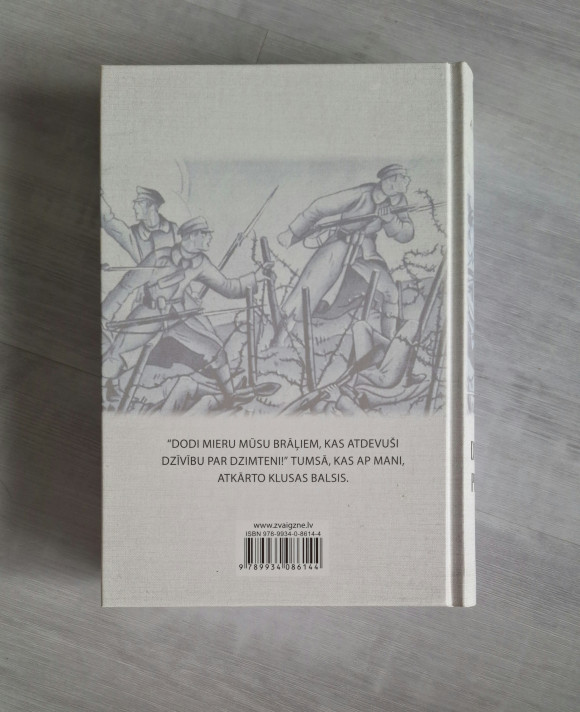 “DODI MIERU MŪSU BRĀĻIEM, KAS ATDEVUŠI
DZĪVĪBU PAR DZIMTENI!” TUMSĀ, KAS AP MANI,
ATKĀRTO KLUSAS BALSIS.
www.zvaigzne.lv
ISBN 978-9934-0-8614-4
9 789934 086144